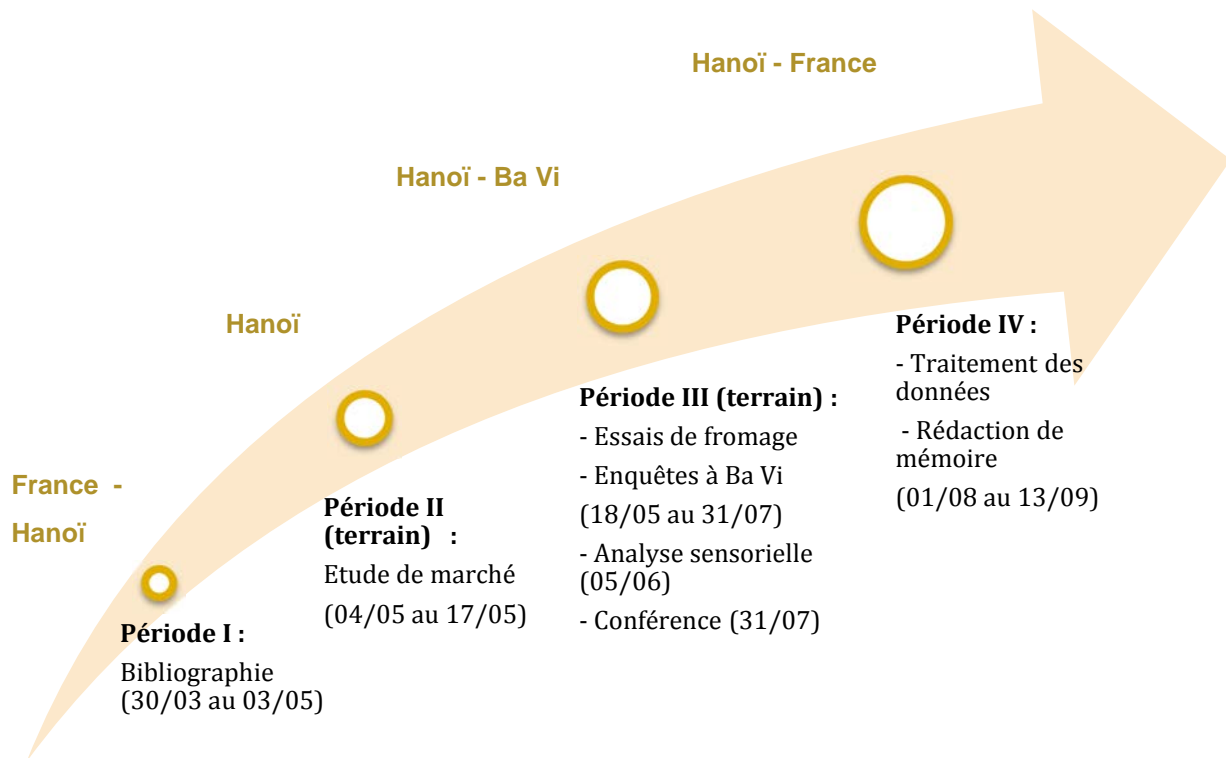 Hanoï - France
Hanoï - Ba Vi
Hanoï
France -
Hanoï
Période I :
Bibliographie
(30/03 au 03/05)
Période II
(terrain) :
Etude de marché
(04/05 au 17/05)
Période III (terrain) :
- Essais de fromage
- Enquêtes à Ba Vi
(18/05 au 31/07)
- Analyse sensorielle
(05/06)
- Conférence (31/07)
Période IV :
- Traitement des
données
- Rédaction de
mémoire
(01/08 au 13/09)